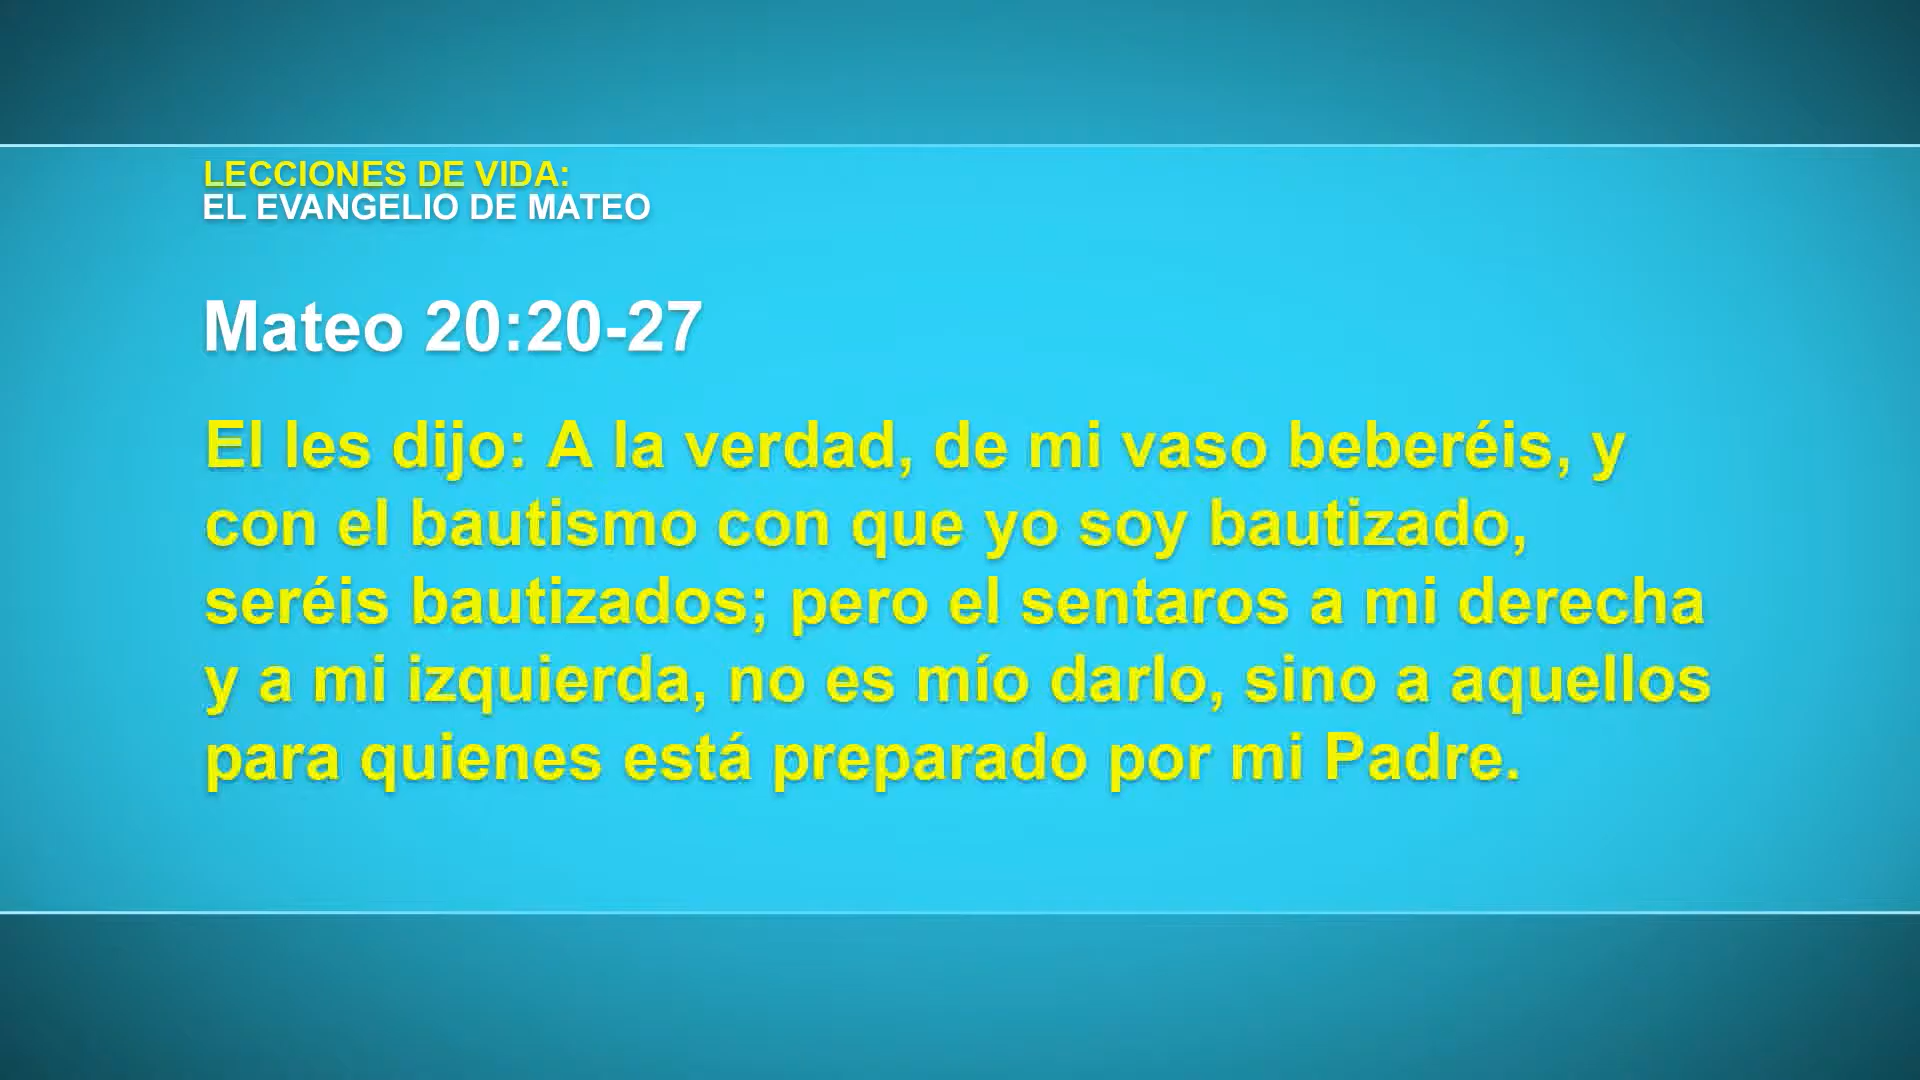 LECCIONES DE VIDA:
EL EVANGELIO DE MATEO
Mateo 20:20-27
El les dijo: A la verdad, de mi vaso beberéis, y
con el bautismo con que yo soy bautizado,
seréis bautizados; pero el sentaros a mi derecha
y a mi izquierda, no es mío darlo, sino a aquellos
para quienes está preparado por mi Padre.